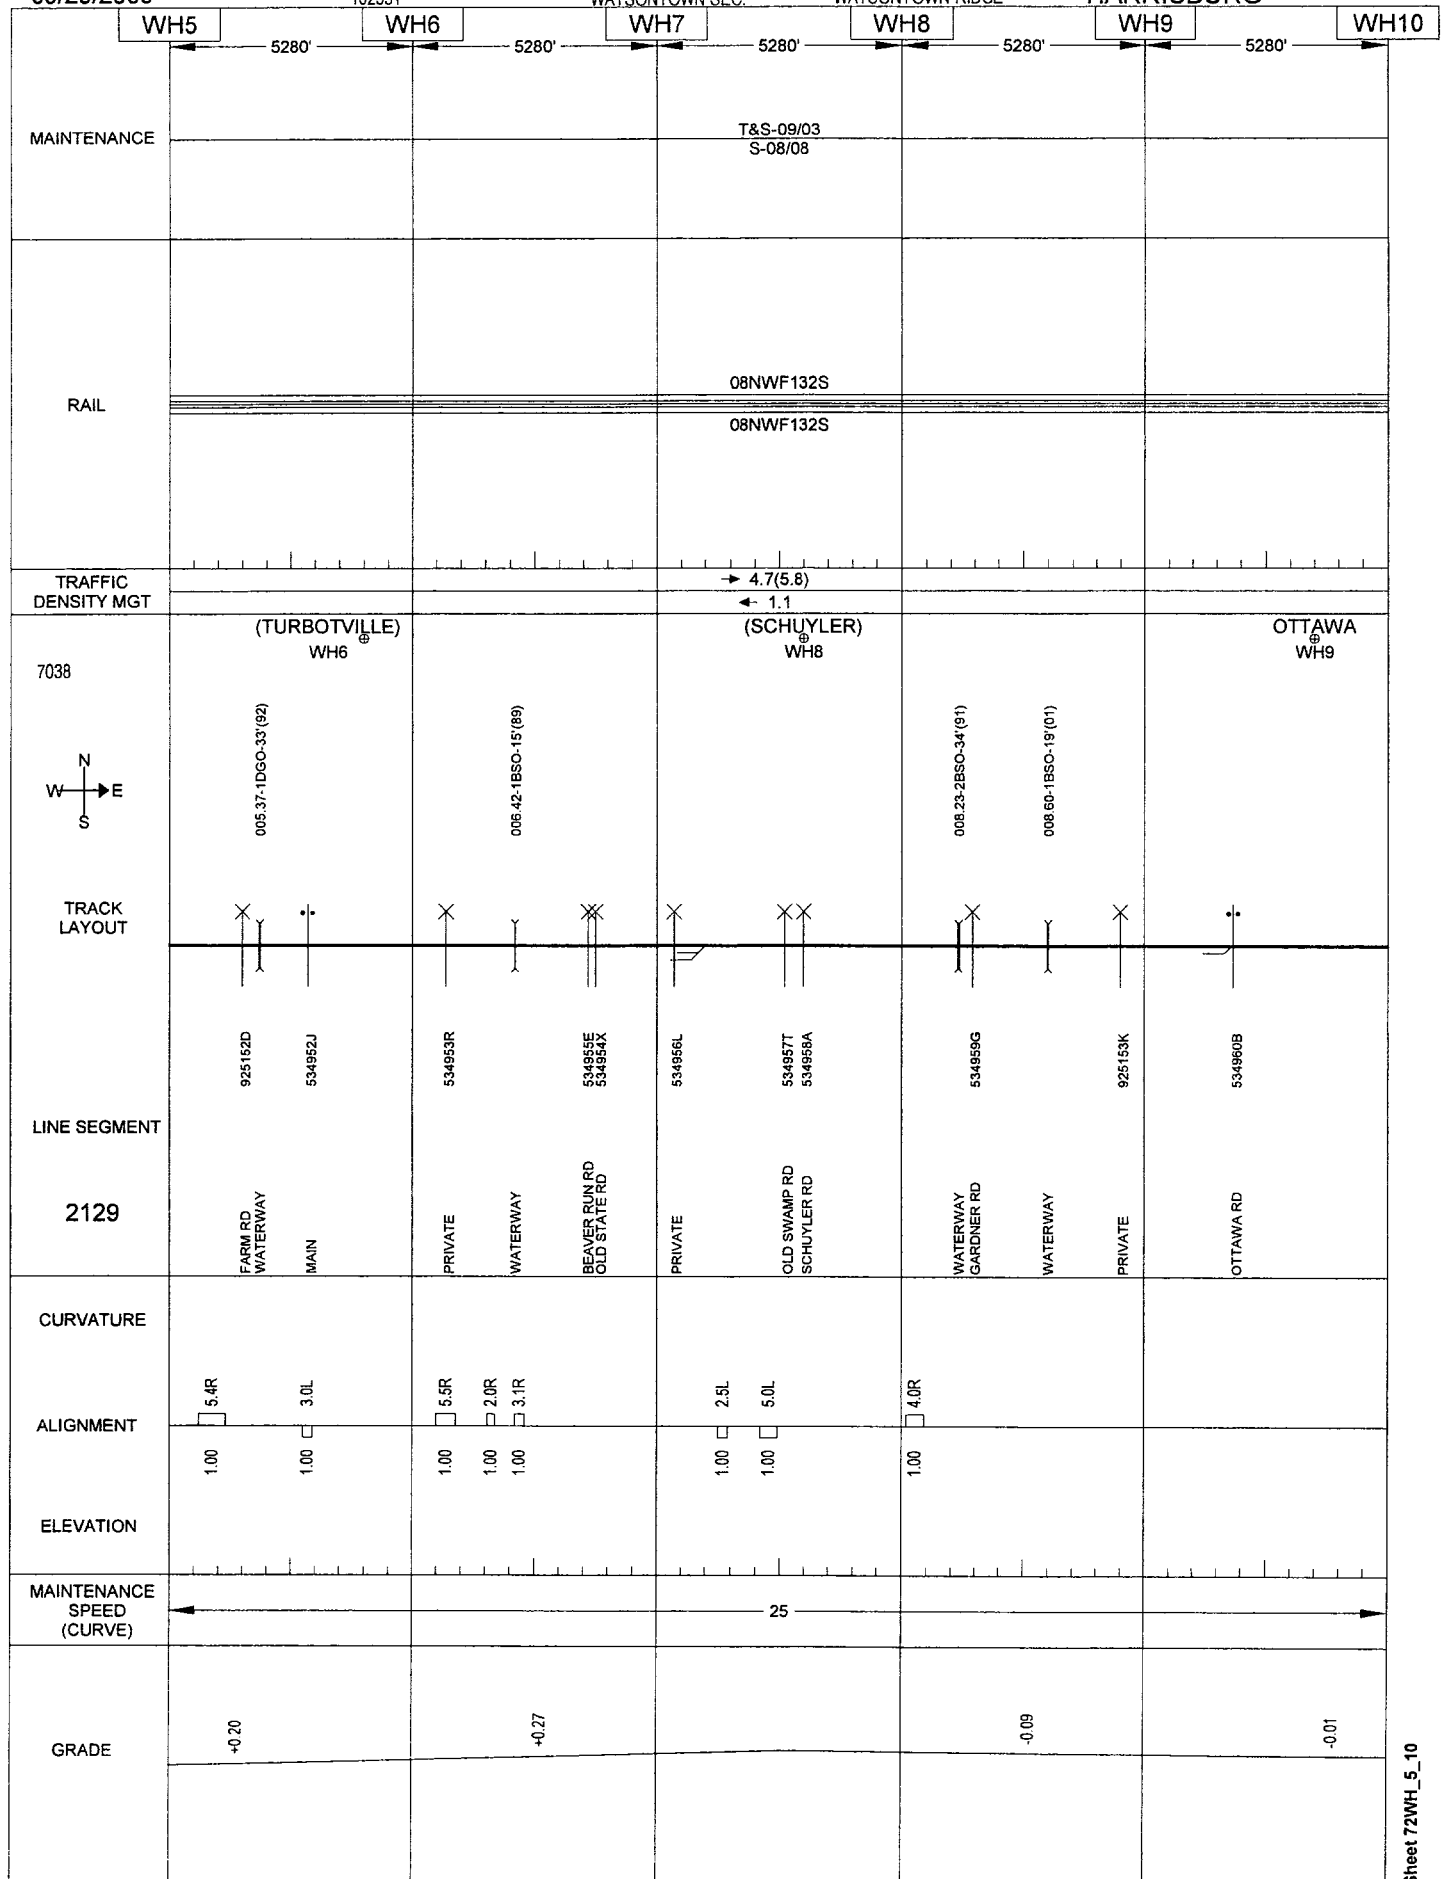 102551 WATSONTOWN SEC. HARRISBURG
WH5 WH6 WH7 WH8 WH9 WH10
5280' 5280' 5280' 5280' 5280'
MAINTENANCE
T&S-09/03
S-08/08
RAIL
08NWF132S
08NWF132S
TRAFFIC
DENSITY MGT
4.7(5.8)
1.1
(TURBOTVILLE) (SCHUYLER) OTTAWA
WH6 WH8 WH9
7038
005.37-1DGO-33'(92) 006.42-1BSO-15'(89) 008.23-2BSO-34'(91) 008.60-1BSO-19'(01)
N
W E
S
TRACK
LAYOUT
925152D 534952J 534953R 534955E 534954X 534956L 534957T 534958A 534959G 925153K 534960B
LINE SEGMENT
2129
FARM RD WATERWAY MAIN PRIVATE WATERWAY BEAVER RUN RD OLD STATE RD PRIVATE OLD SWAMP RD SCHUYLER RD WATERWAY GARDNER RD WATERWAY PRIVATE OTTAWA RD
CURVATURE
5.4R 3.0L 5.5R 2.0R 3.1R 2.5L 5.0L 4.0R
ALIGNMENT
1.00 1.00 1.00 1.00 1.00 1.00 1.00 1.00
ELEVATION
MAINTENANCE
SPEED
(CURVE)
25
GRADE
+0.20 +0.27 -0.09 -0.01
Sheet 72WH_5_10